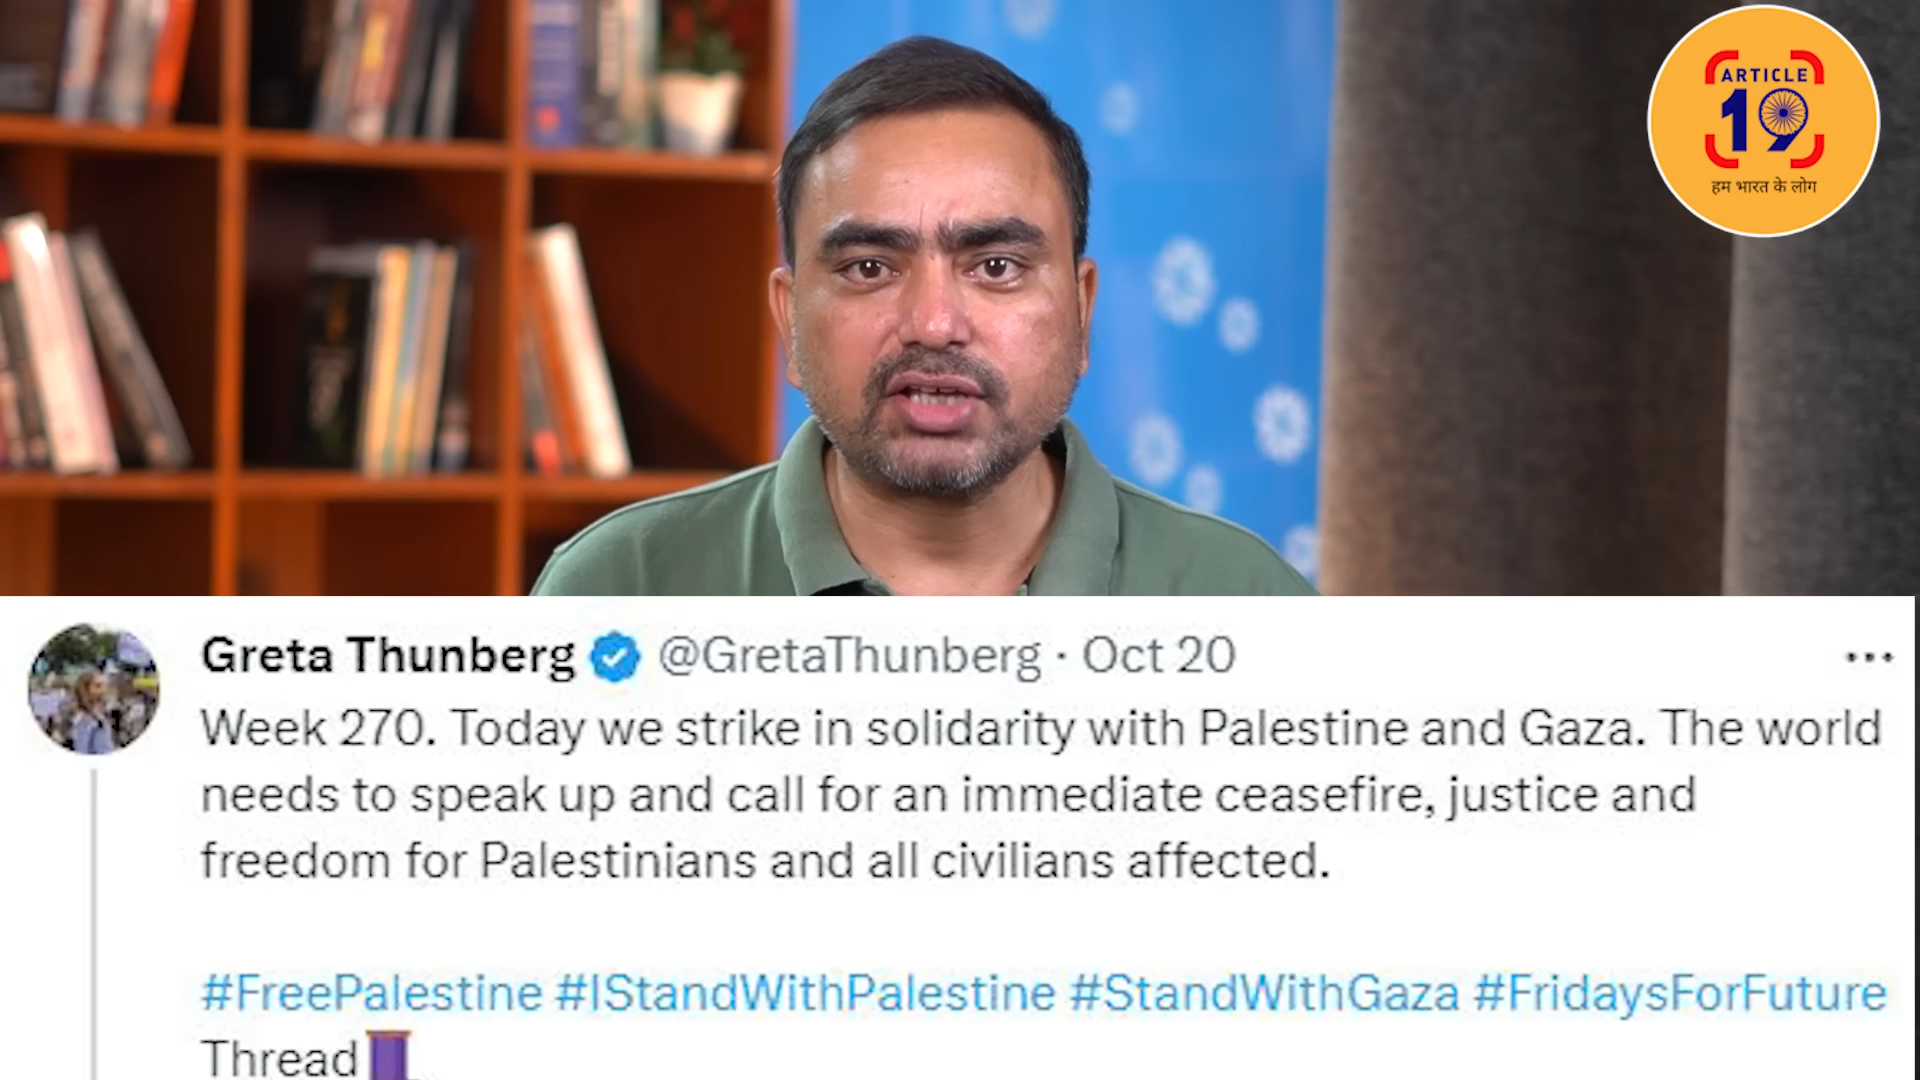 ARTICLE
19
हम भारत के लोग
Greta Thunberg @GretaThunberg · Oct 20
Week 270. Today we strike in solidarity with Palestine and Gaza. The world
needs to speak up and call for an immediate ceasefire, justice and
freedom for Palestinians and all civilians affected.
#FreePalestine #IStandWithPalestine #StandWithGaza #FridaysForFuture
Thread